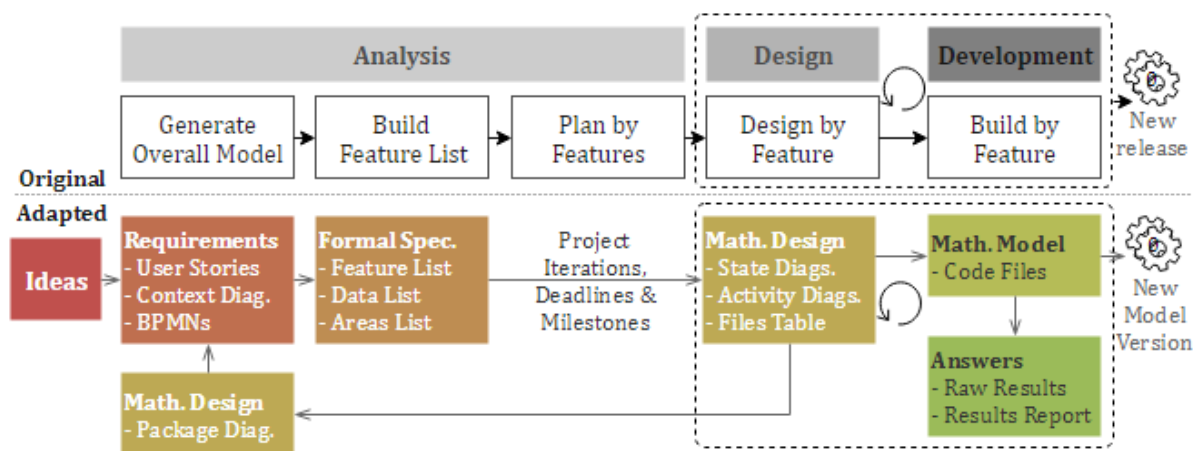 Analysis
Design
Development
Generate
Overall Model
Build
Feature List
Plan by
Features
Design by
Feature
Build by
Feature
New
release
Original
Adapted
Ideas
Requirements
- User Stories
- Context Diag.
- BPMNs
Formal Spec.
- Feature List
- Data List
- Areas List
Project
Iterations,
Deadlines &
Milestones
Math. Design
- State Diags.
- Activity Diags.
- Files Table
Math. Model
- Code Files
New
Model
Version
Answers
- Raw Results
- Results Report
Math. Design
- Package Diag.